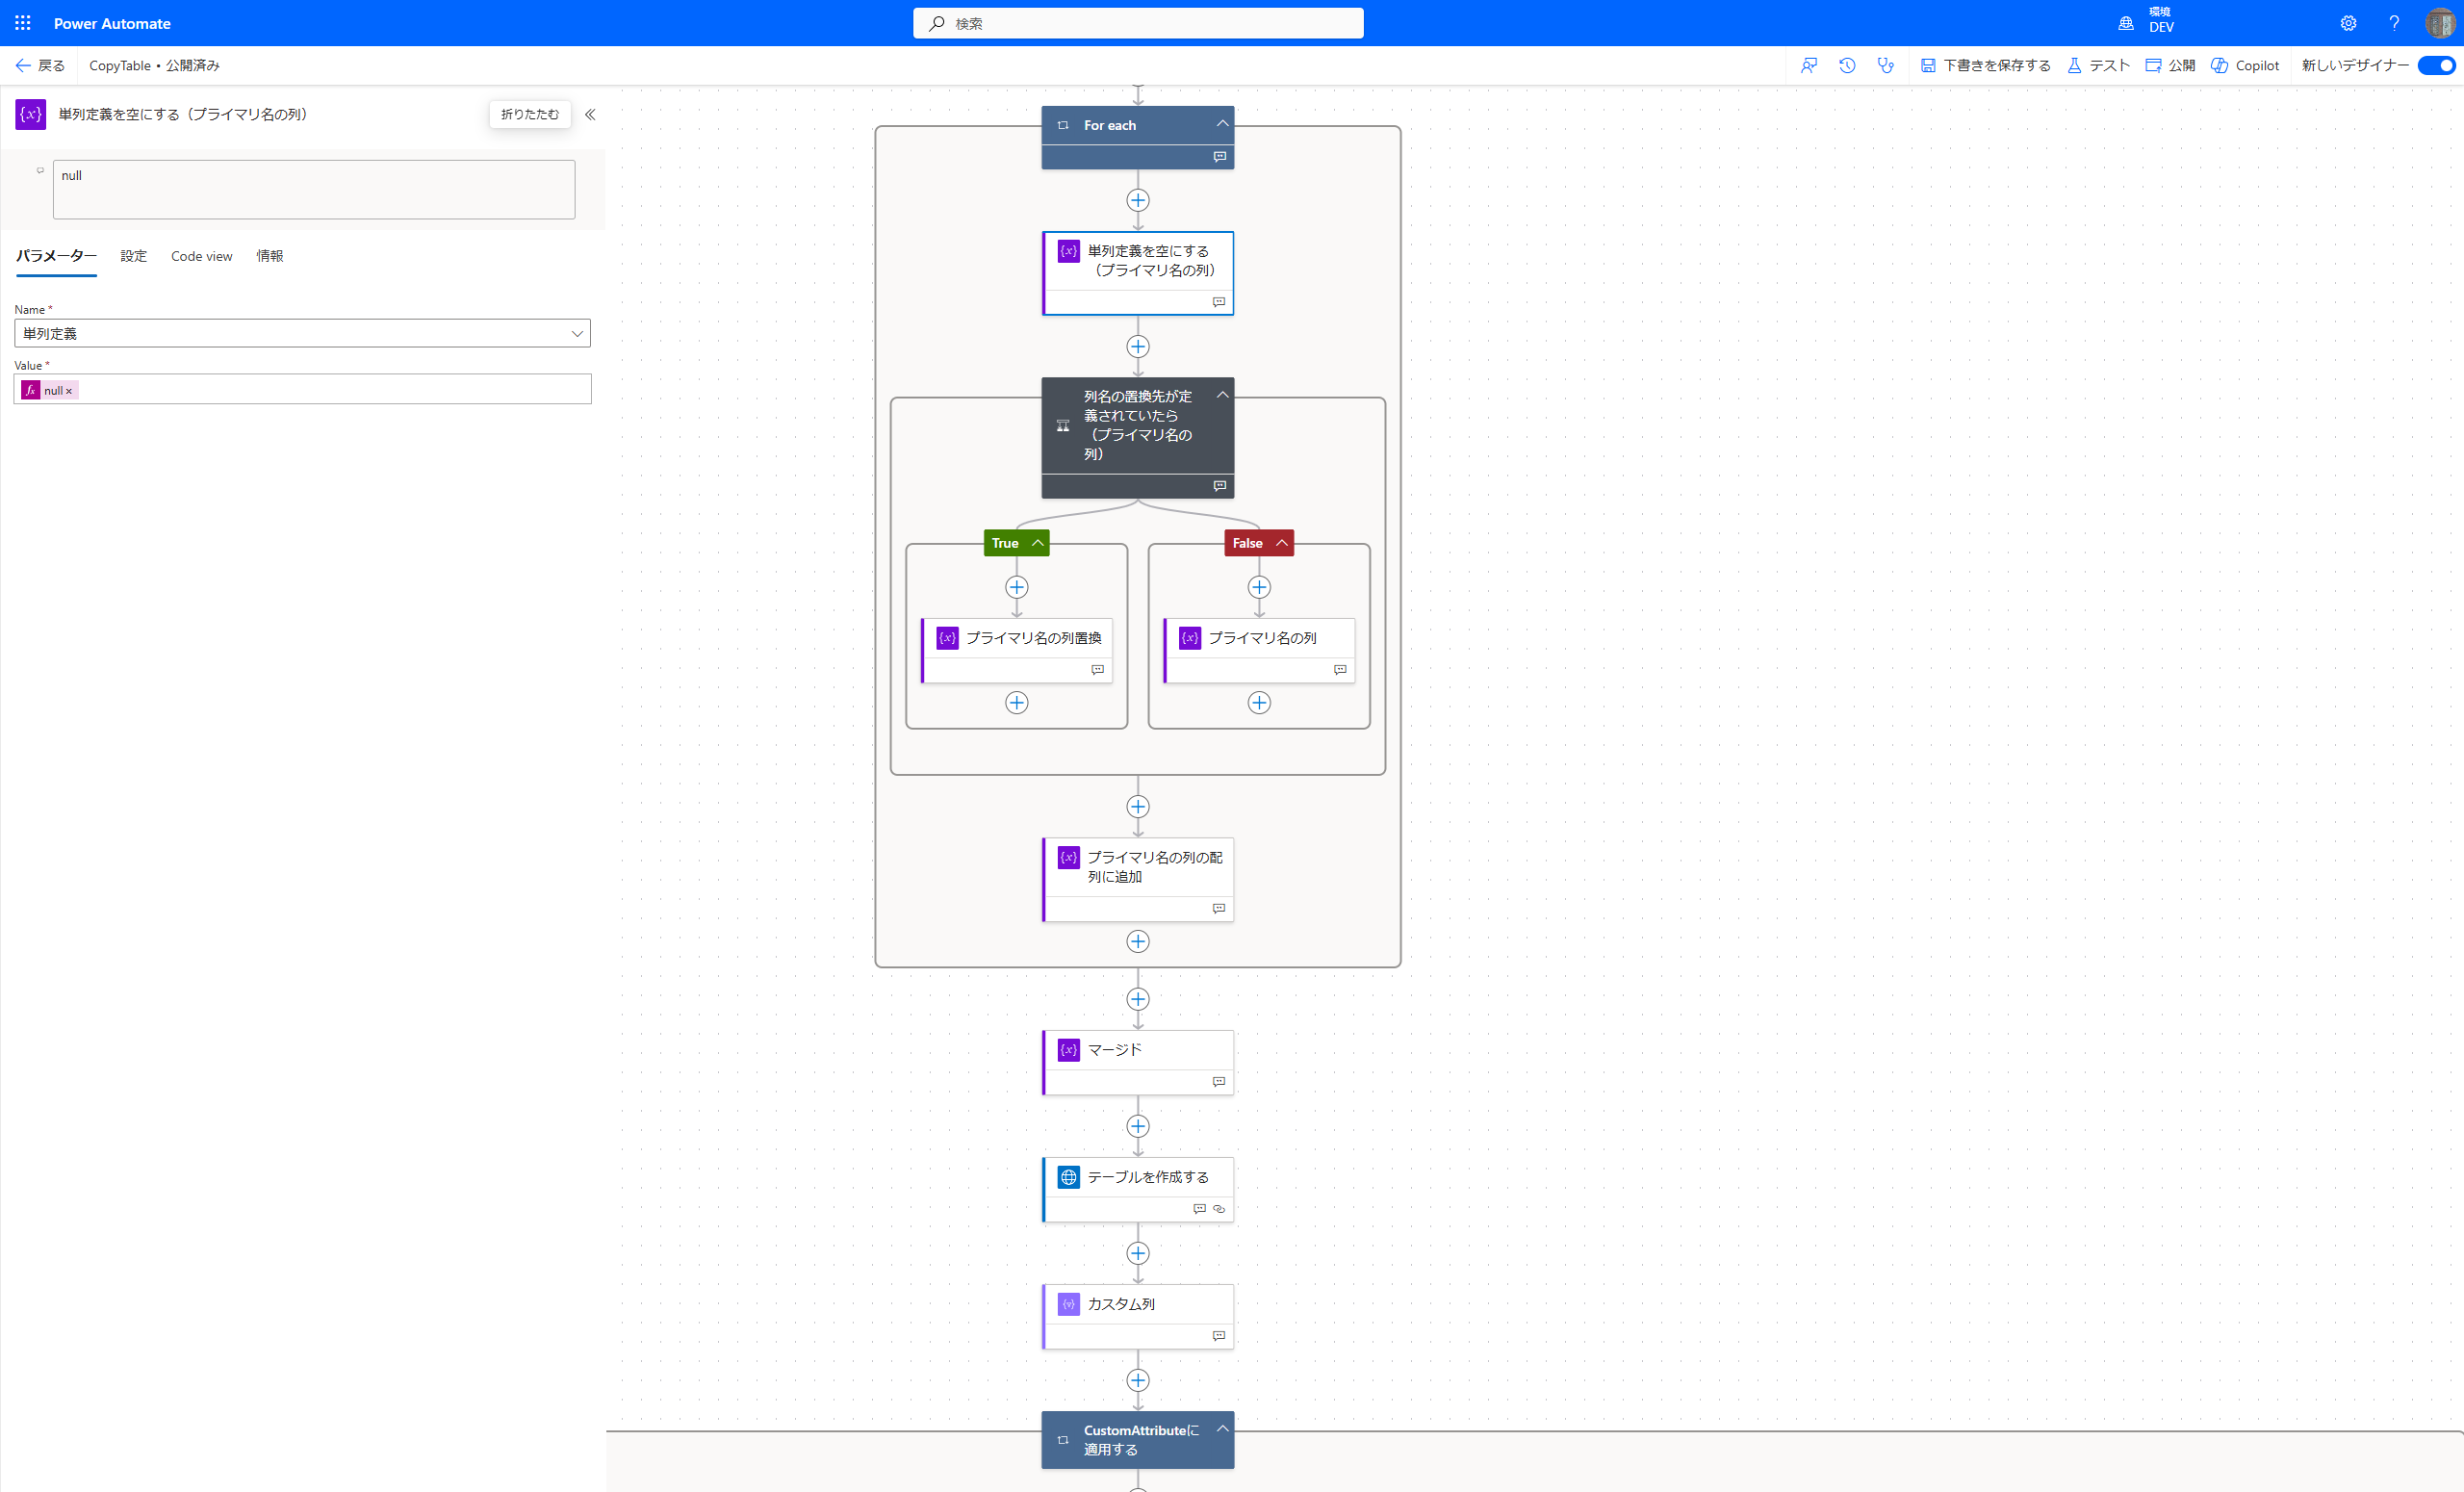 Power Automate
検索
環境
DEV
戻る
CopyTable • 公開済み
下書きを保存する
テスト
公開
Copilot
新しいデザイナー
単列定義を空にする（プライマリ名の列）
折りたたむ
null
パラメーター
設定
Code view
情報
Name *
単列定義
Value *
fx null ×
For each
{x} 単列定義を空にする
（プライマリ名の列）
列名の置換先が定
義されていたら
（プライマリ名の
列）
True
False
{x} プライマリ名の列置換
{x} プライマリ名の列
{x} プライマリ名の列の配
列に追加
{x} マージド
テーブルを作成する
カスタム列
CustomAttributeに
適用する